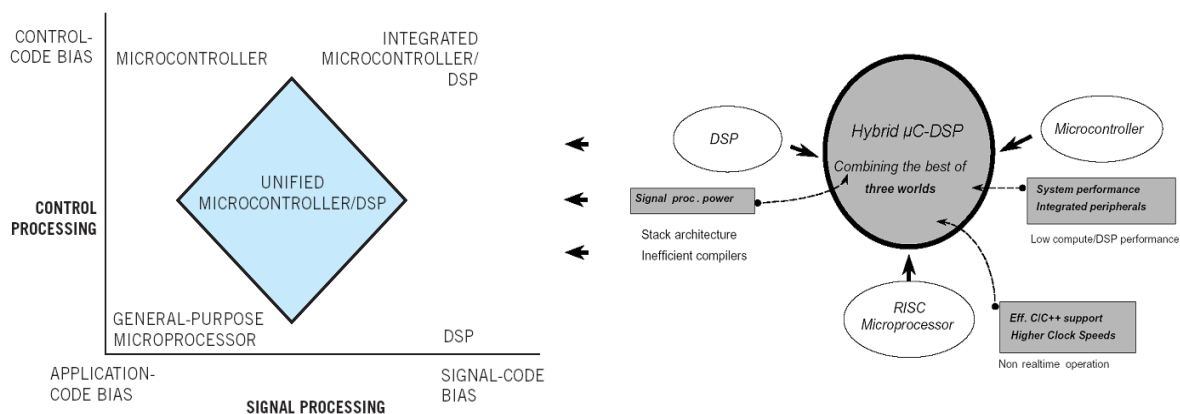 CONTROL-
CODE BIAS
MICROCONTROLLER
INTEGRATED
MICROCONTROLLER/
DSP
UNIFIED
MICROCONTROLLER/DSP
CONTROL
PROCESSING
GENERAL-PURPOSE
MICROPROCESSOR
DSP
APPLICATION-
CODE BIAS
SIGNAL-CODE
BIAS
SIGNAL PROCESSING
DSP
Hybrid µC-DSP
Combining the best of
three worlds
Microcontroller
Signal proc. power
Stack architecture
Inefficient compilers
System performance
Integrated peripherals
Low compute/DSP performance
RISC
Microprocessor
Eff. C/C++ support
Higher Clock Speeds
Non realtime operation